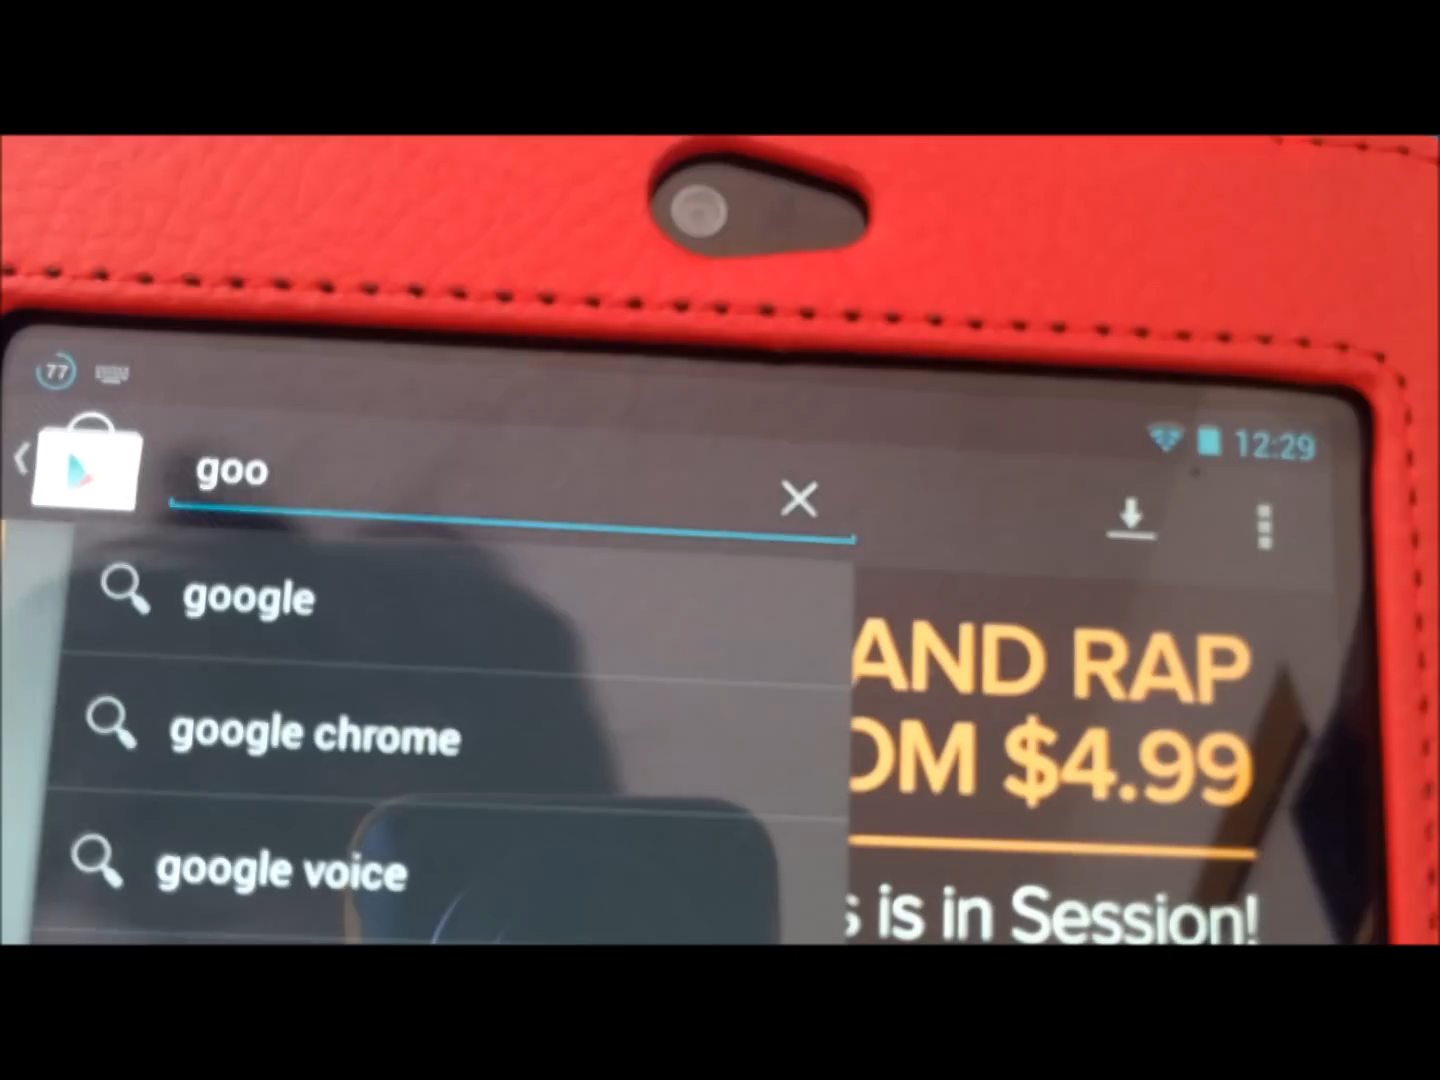 77
12:29
goo
google
google chrome
google voice
AND RAP
OM $4.99
s is in Session!